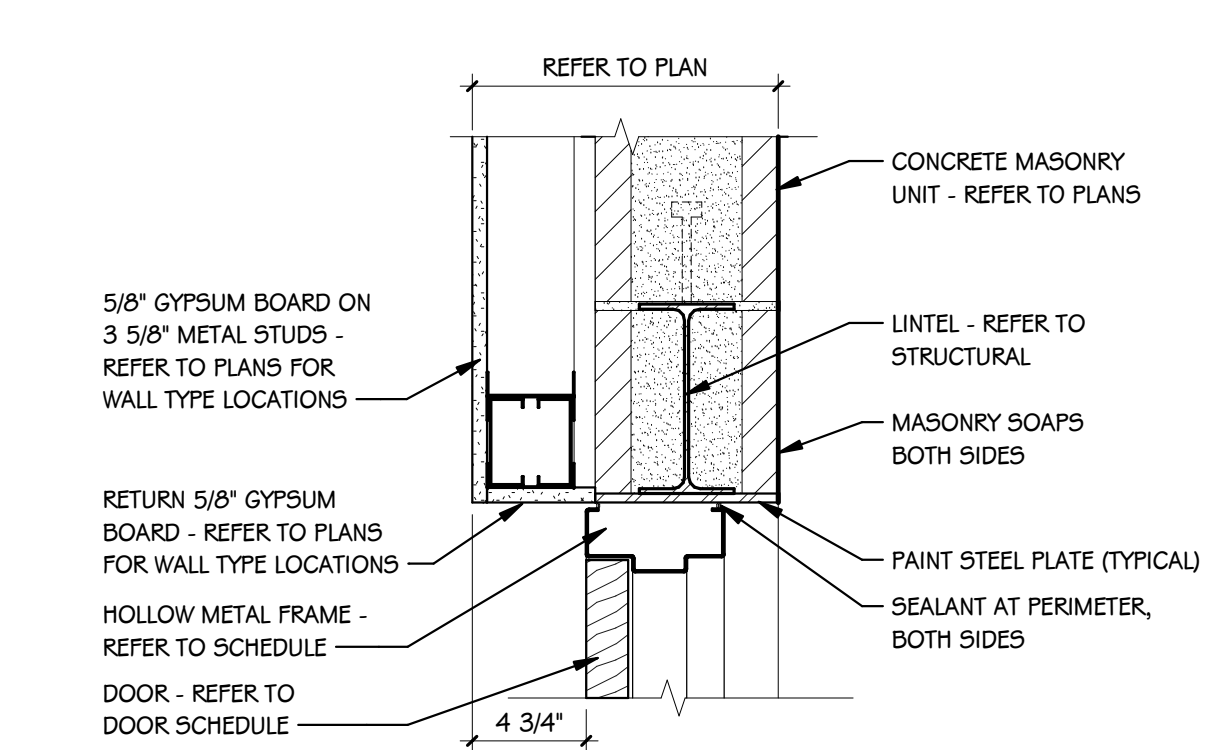 REFER TO PLAN
CONCRETE MASONRY
UNIT - REFER TO PLANS
5/8" GYPSUM BOARD ON
3 5/8" METAL STUDS -
REFER TO PLANS FOR
WALL TYPE LOCATIONS
LINTEL - REFER TO
STRUCTURAL
MASONRY SOAPS
BOTH SIDES
RETURN 5/8" GYPSUM
BOARD - REFER TO PLANS
FOR WALL TYPE LOCATIONS
PAINT STEEL PLATE (TYPICAL)
HOLLOW METAL FRAME -
REFER TO SCHEDULE
SEALANT AT PERIMETER,
BOTH SIDES
DOOR - REFER TO
DOOR SCHEDULE
4 3/4"